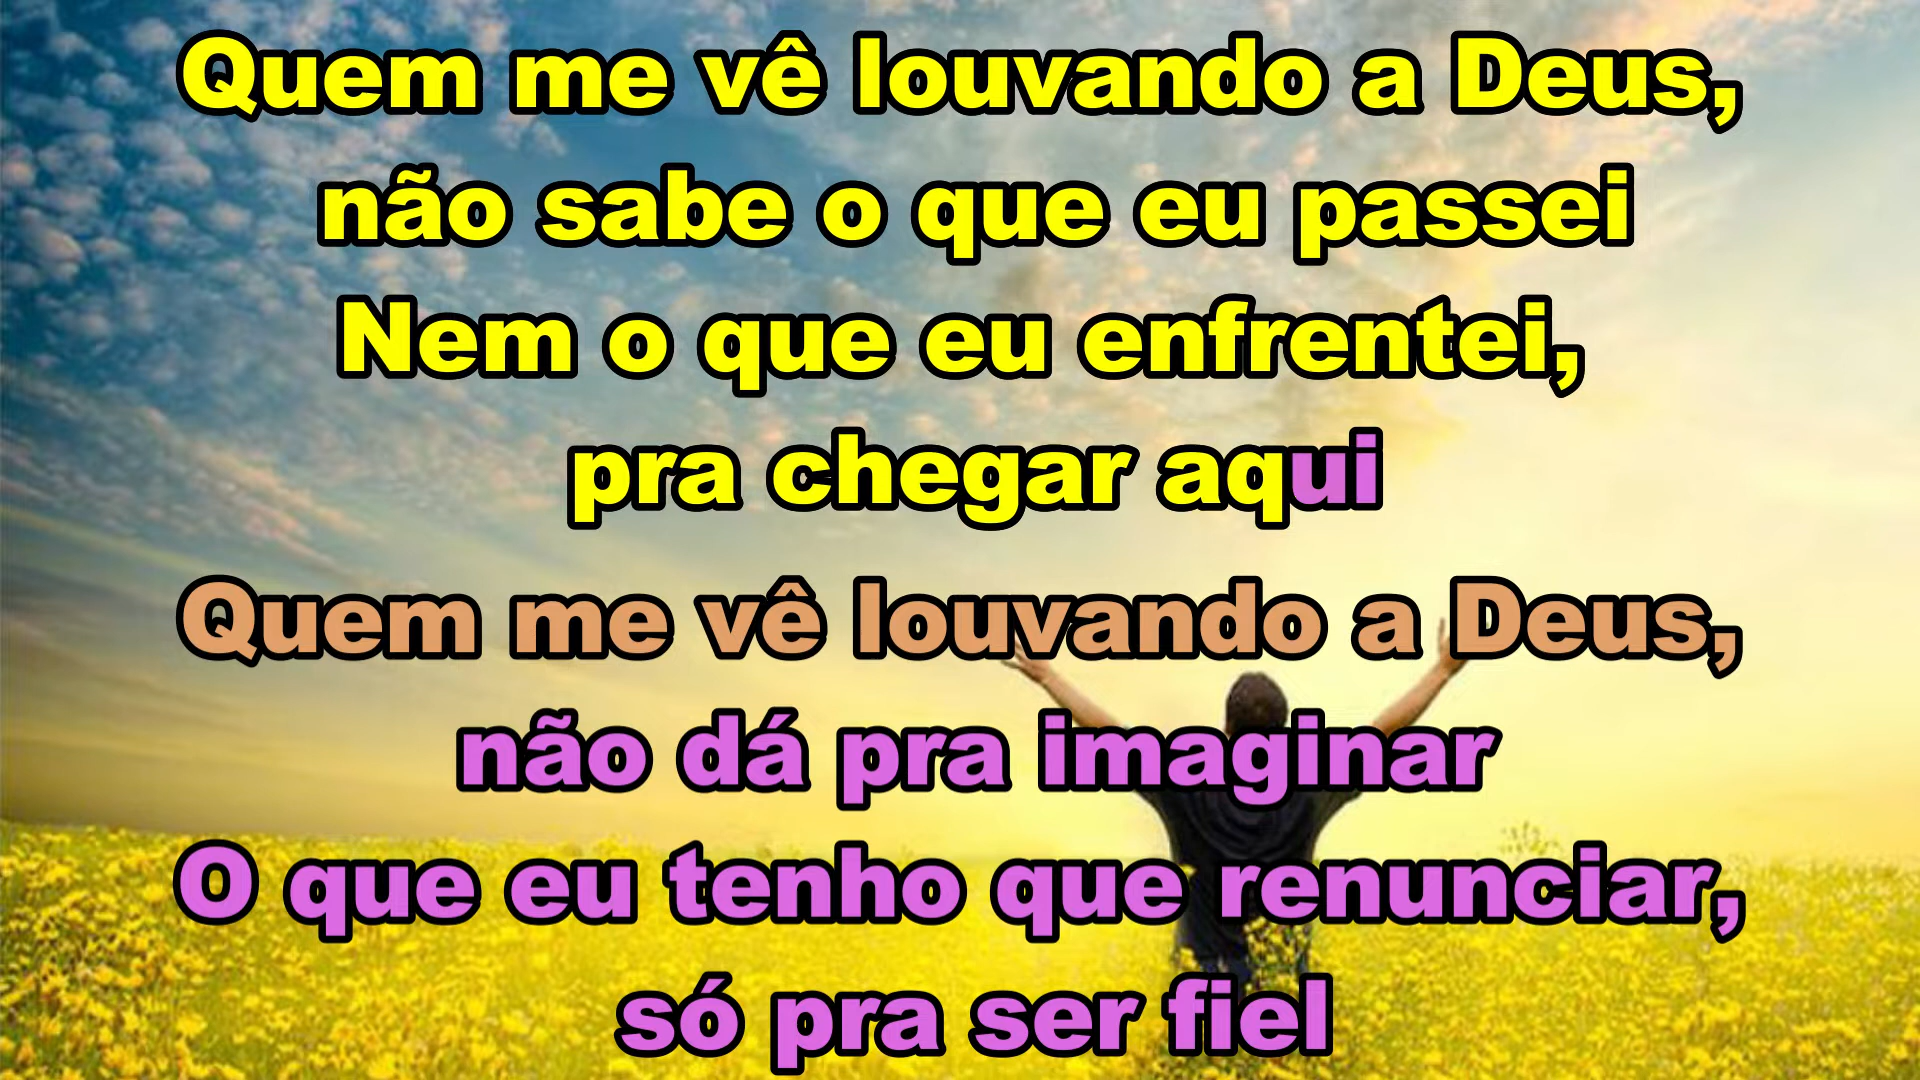 Quem me vê louvando a Deus,
não sabe o que eu passei
Nem o que eu enfrentei,
pra chegar aqui
Quem me vê louvando a Deus,
não dá pra imaginar
O que eu tenho que renunciar,
só pra ser fiel